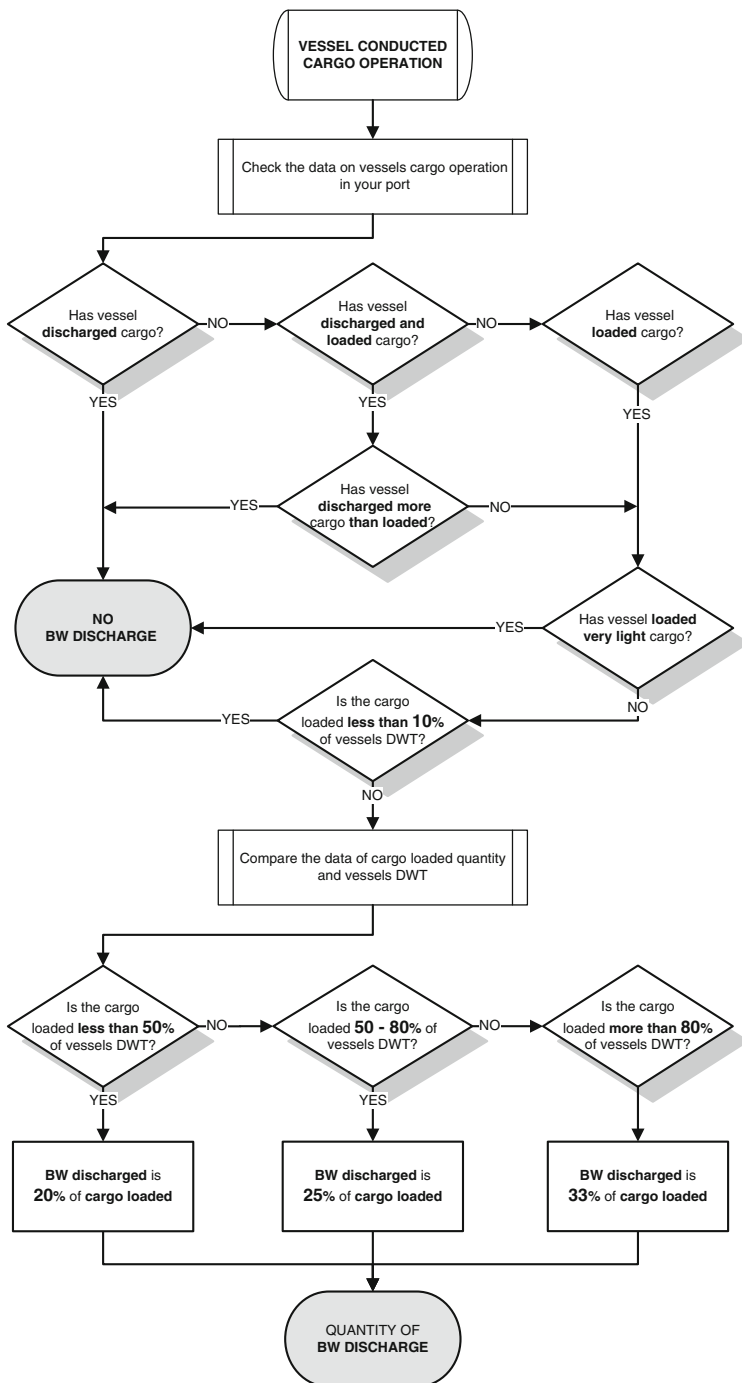 VESSEL CONDUCTED
CARGO OPERATION
Check the data on vessels cargo operation
in your port
Has vessel
discharged cargo?
NO
Has vessel
discharged and
loaded cargo?
NO
Has vessel
loaded cargo?
YES
YES
YES
YES
Has vessel
discharged more
cargo than loaded?
NO
NO
BW DISCHARGE
YES
Has vessel loaded
very light cargo?
YES
Is the cargo
loaded less than 10%
of vessels DWT?
NO
NO
Compare the data of cargo loaded quantity
and vessels DWT
Is the cargo
loaded less than 50%
of vessels DWT?
NO
Is the cargo
loaded 50 - 80% of
vessels DWT?
NO
Is the cargo
loaded more than 80%
of vessels DWT?
YES
YES
BW discharged is
20% of cargo loaded
BW discharged is
25% of cargo loaded
BW discharged is
33% of cargo loaded
QUANTITY OF
BW DISCHARGE